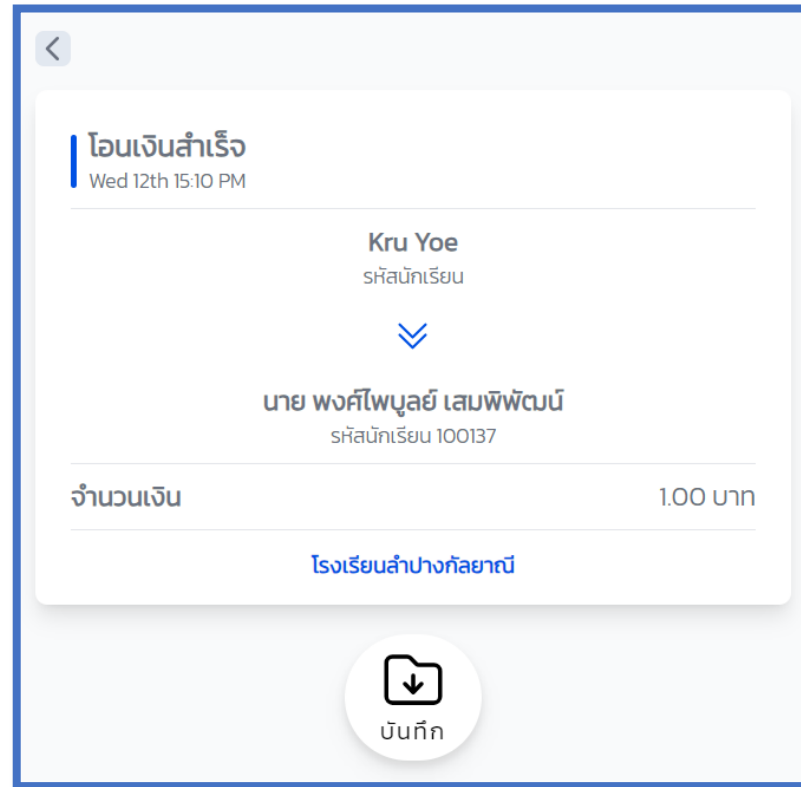 โอนเงินสำเร็จ
Wed 12th 15:10 PM
Kru Yoe
รหัสนักเรียน
นาย พงศ์ไพบูลย์ เสมพิพัฒน์
รหัสนักเรียน 100137
จำนวนเงิน 1.00 บาท
โรงเรียนลำปางกัลยาณี
บันทึก